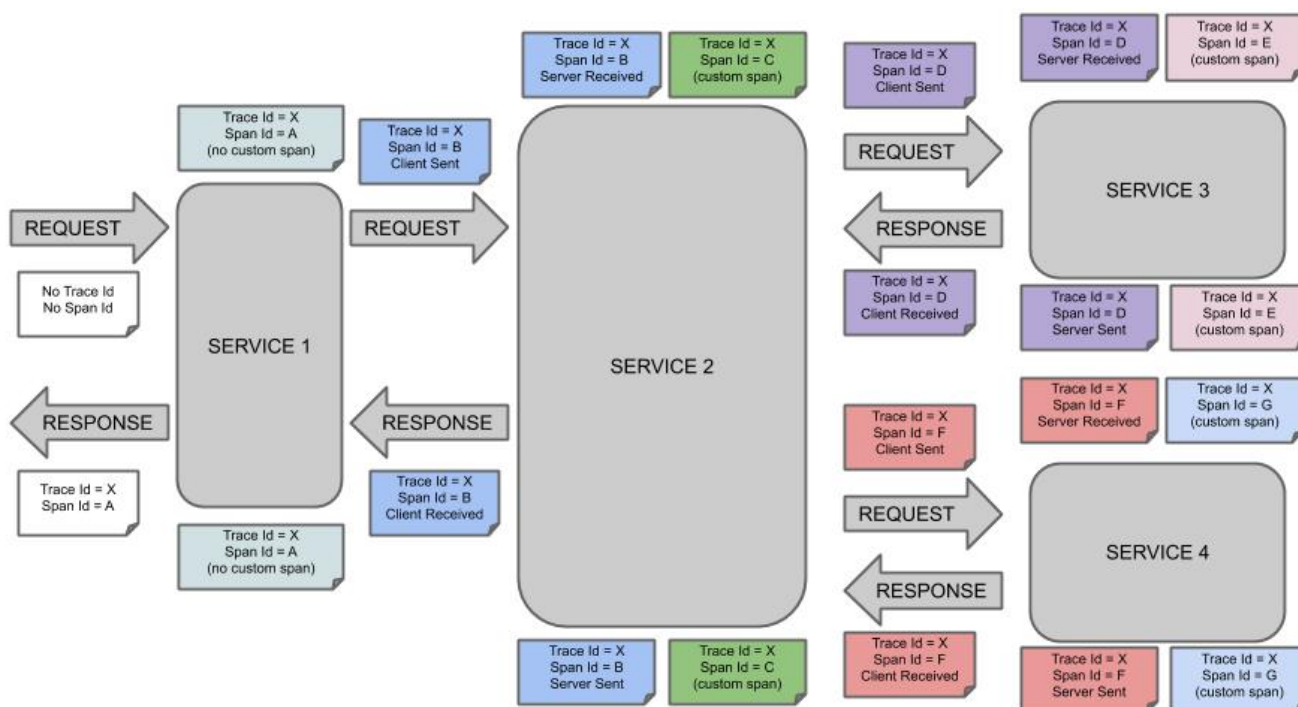 REQUEST
No Trace Id
No Span Id
RESPONSE
Trace Id = X
Span Id = A
Trace Id = X
Span Id = A
(no custom span)
SERVICE 1
Trace Id = X
Span Id = A
(no custom span)
Trace Id = X
Span Id = B
Client Sent
REQUEST
RESPONSE
Trace Id = X
Span Id = B
Client Received
Trace Id = X
Span Id = B
Server Received
Trace Id = X
Span Id = C
(custom span)
SERVICE 2
Trace Id = X
Span Id = B
Server Sent
Trace Id = X
Span Id = C
(custom span)
Trace Id = X
Span Id = D
Client Sent
REQUEST
RESPONSE
Trace Id = X
Span Id = D
Client Received
Trace Id = X
Span Id = D
Server Received
Trace Id = X
Span Id = E
(custom span)
SERVICE 3
Trace Id = X
Span Id = D
Server Sent
Trace Id = X
Span Id = E
(custom span)
Trace Id = X
Span Id = F
Client Sent
REQUEST
RESPONSE
Trace Id = X
Span Id = F
Client Received
Trace Id = X
Span Id = F
Server Received
Trace Id = X
Span Id = G
(custom span)
SERVICE 4
Trace Id = X
Span Id = F
Server Sent
Trace Id = X
Span Id = G
(custom span)